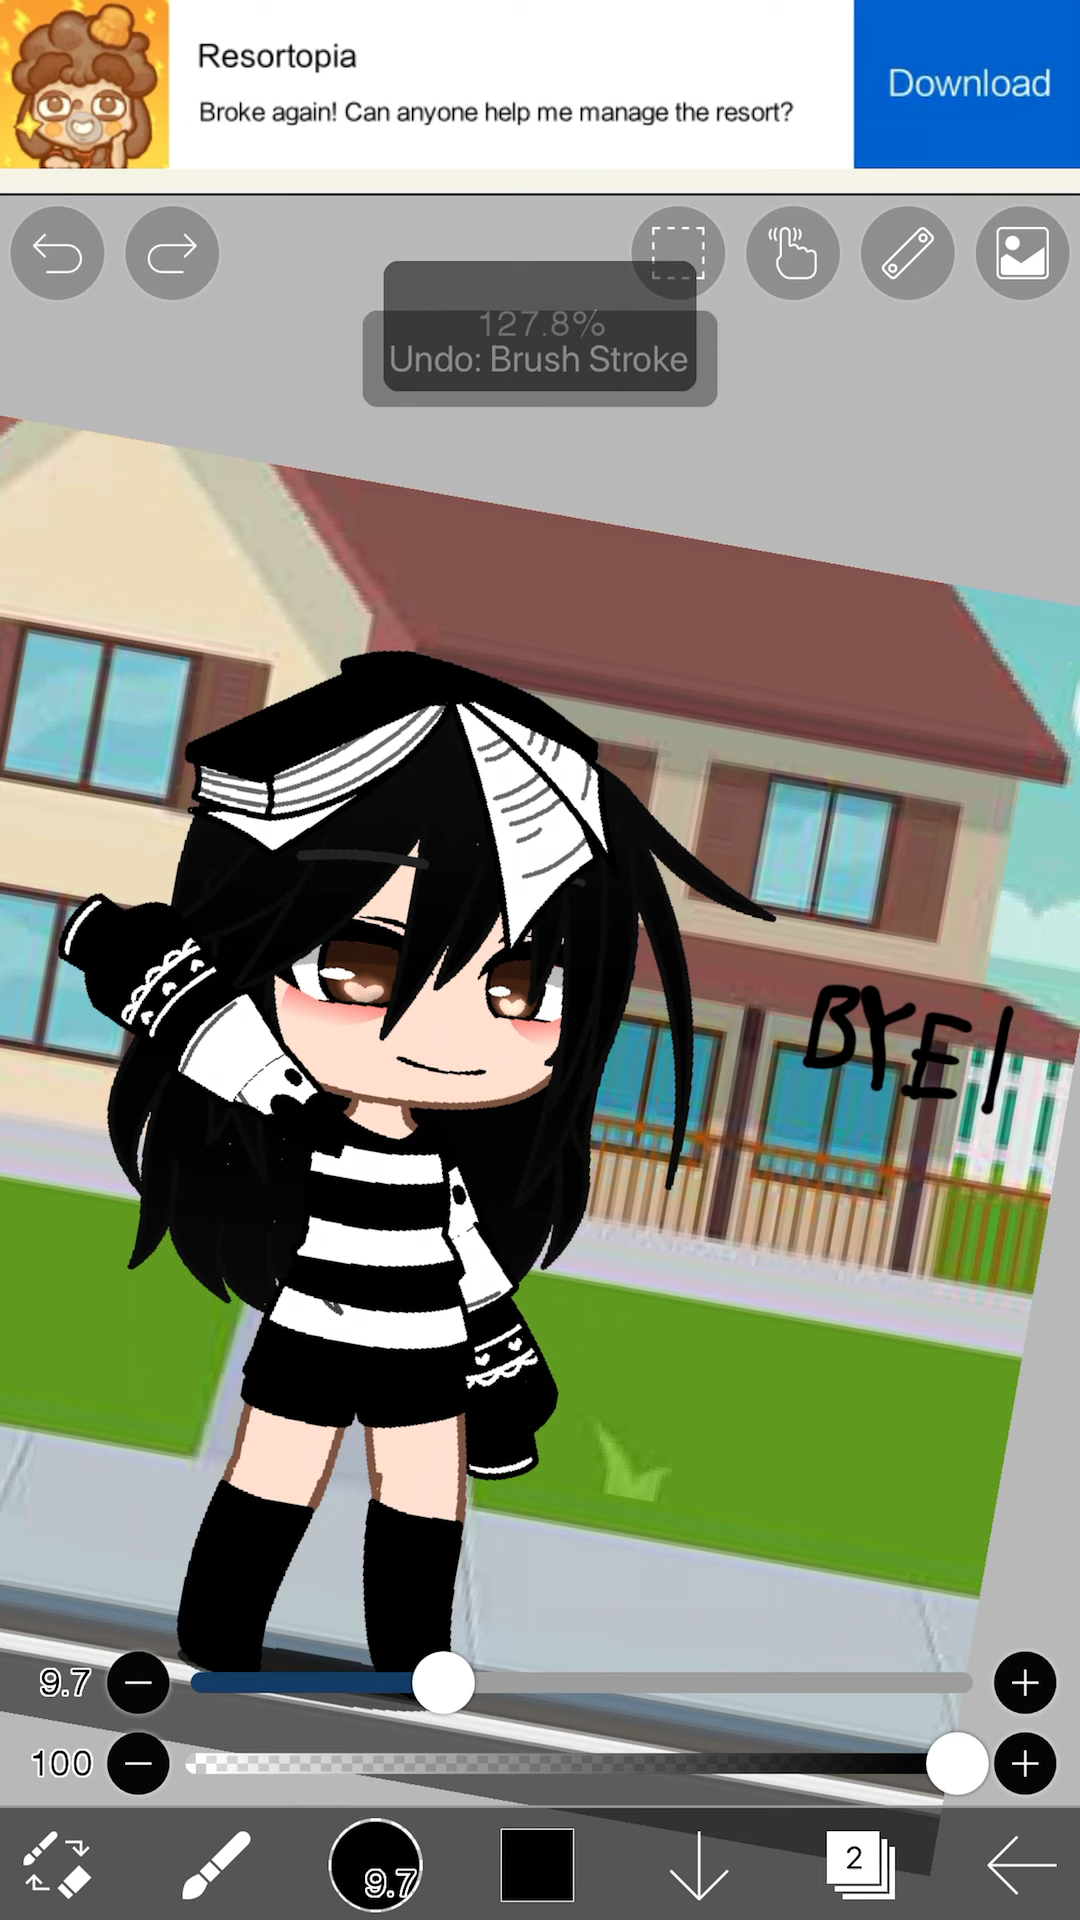 Resortopia
Broke again! Can anyone help me manage the resort?
Download
127.8%
Undo: Brush Stroke
BYE!
9.7
100
9.7
2